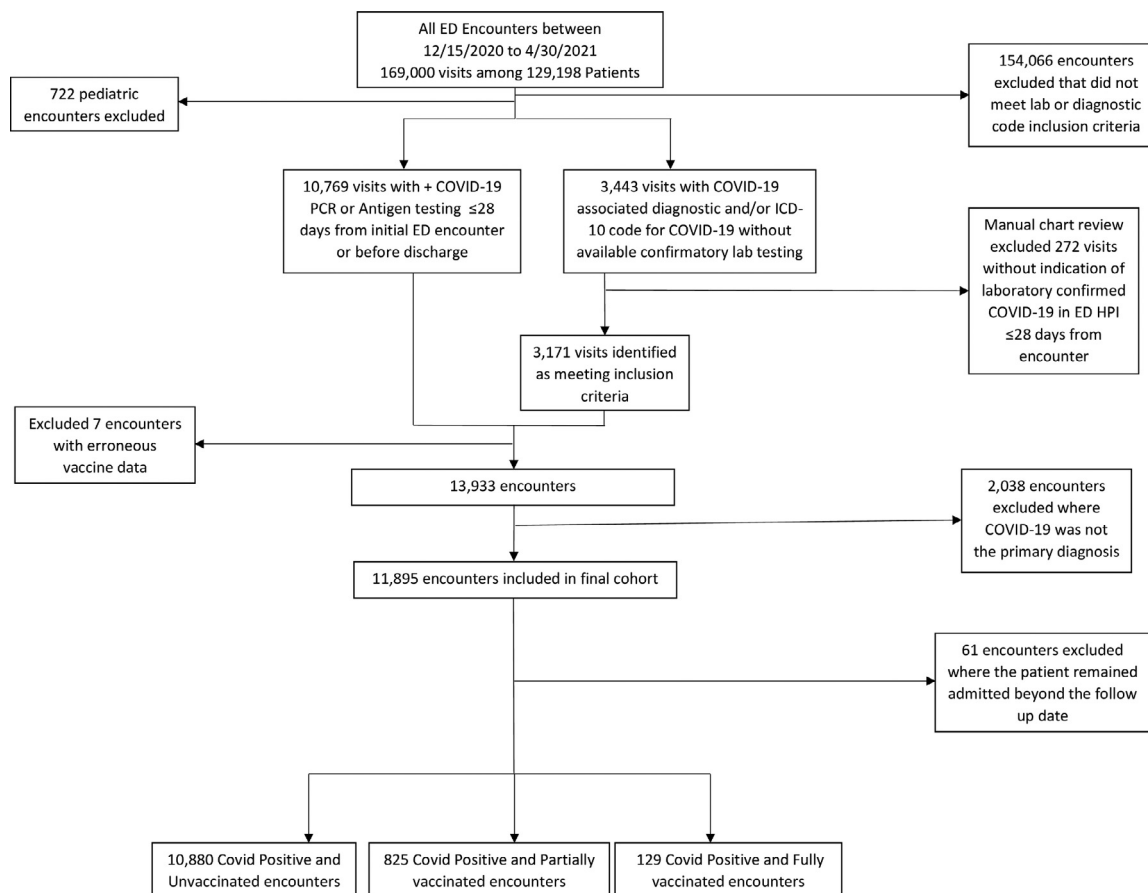 All ED Encounters between
12/15/2020 to 4/30/2021
169,000 visits among 129,198 Patients
722 pediatric
encounters excluded
154,066 encounters
excluded that did not
meet lab or diagnostic
code inclusion criteria
10,769 visits with + COVID-19
PCR or Antigen testing ≤28
days from initial ED encounter
or before discharge
3,443 visits with COVID-19
associated diagnostic and/or ICD-
10 code for COVID-19 without
available confirmatory lab testing
Manual chart review
excluded 272 visits
without indication of
laboratory confirmed
COVID-19 in ED HPI
≤28 days from
encounter
3,171 visits identified
as meeting inclusion
criteria
Excluded 7 encounters
with erroneous
vaccine data
13,933 encounters
2,038 encounters
excluded where
COVID-19 was not
the primary diagnosis
11,895 encounters included in final cohort
61 encounters excluded
where the patient remained
admitted beyond the follow
up date
10,880 Covid Positive and
Unvaccinated encounters
825 Covid Positive and Partially
vaccinated encounters
129 Covid Positive and Fully
vaccinated encounters